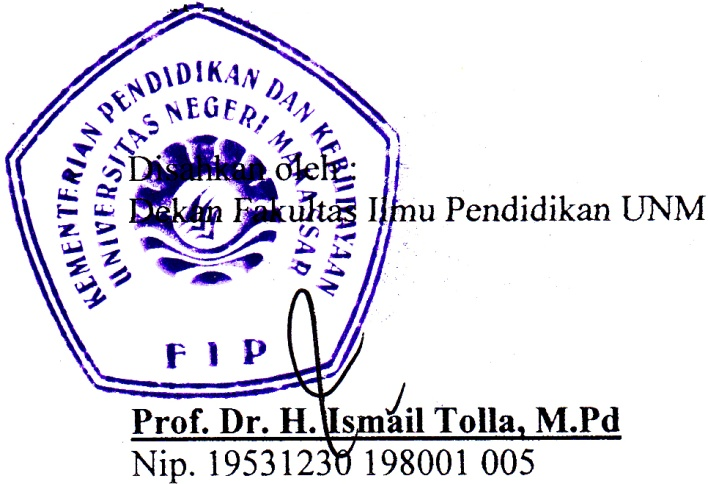 KEMENTERIAN PENDIDIKAN DAN KEBUDAYAAN
UNIVERSITAS NEGERI MAKASSAR
Disahkan oleh :
Dekan Fakultas Ilmu Pendidikan UNM
F I P
Prof. Dr. H. Ismail Tolla, M.Pd
Nip. 19531230 198001 005